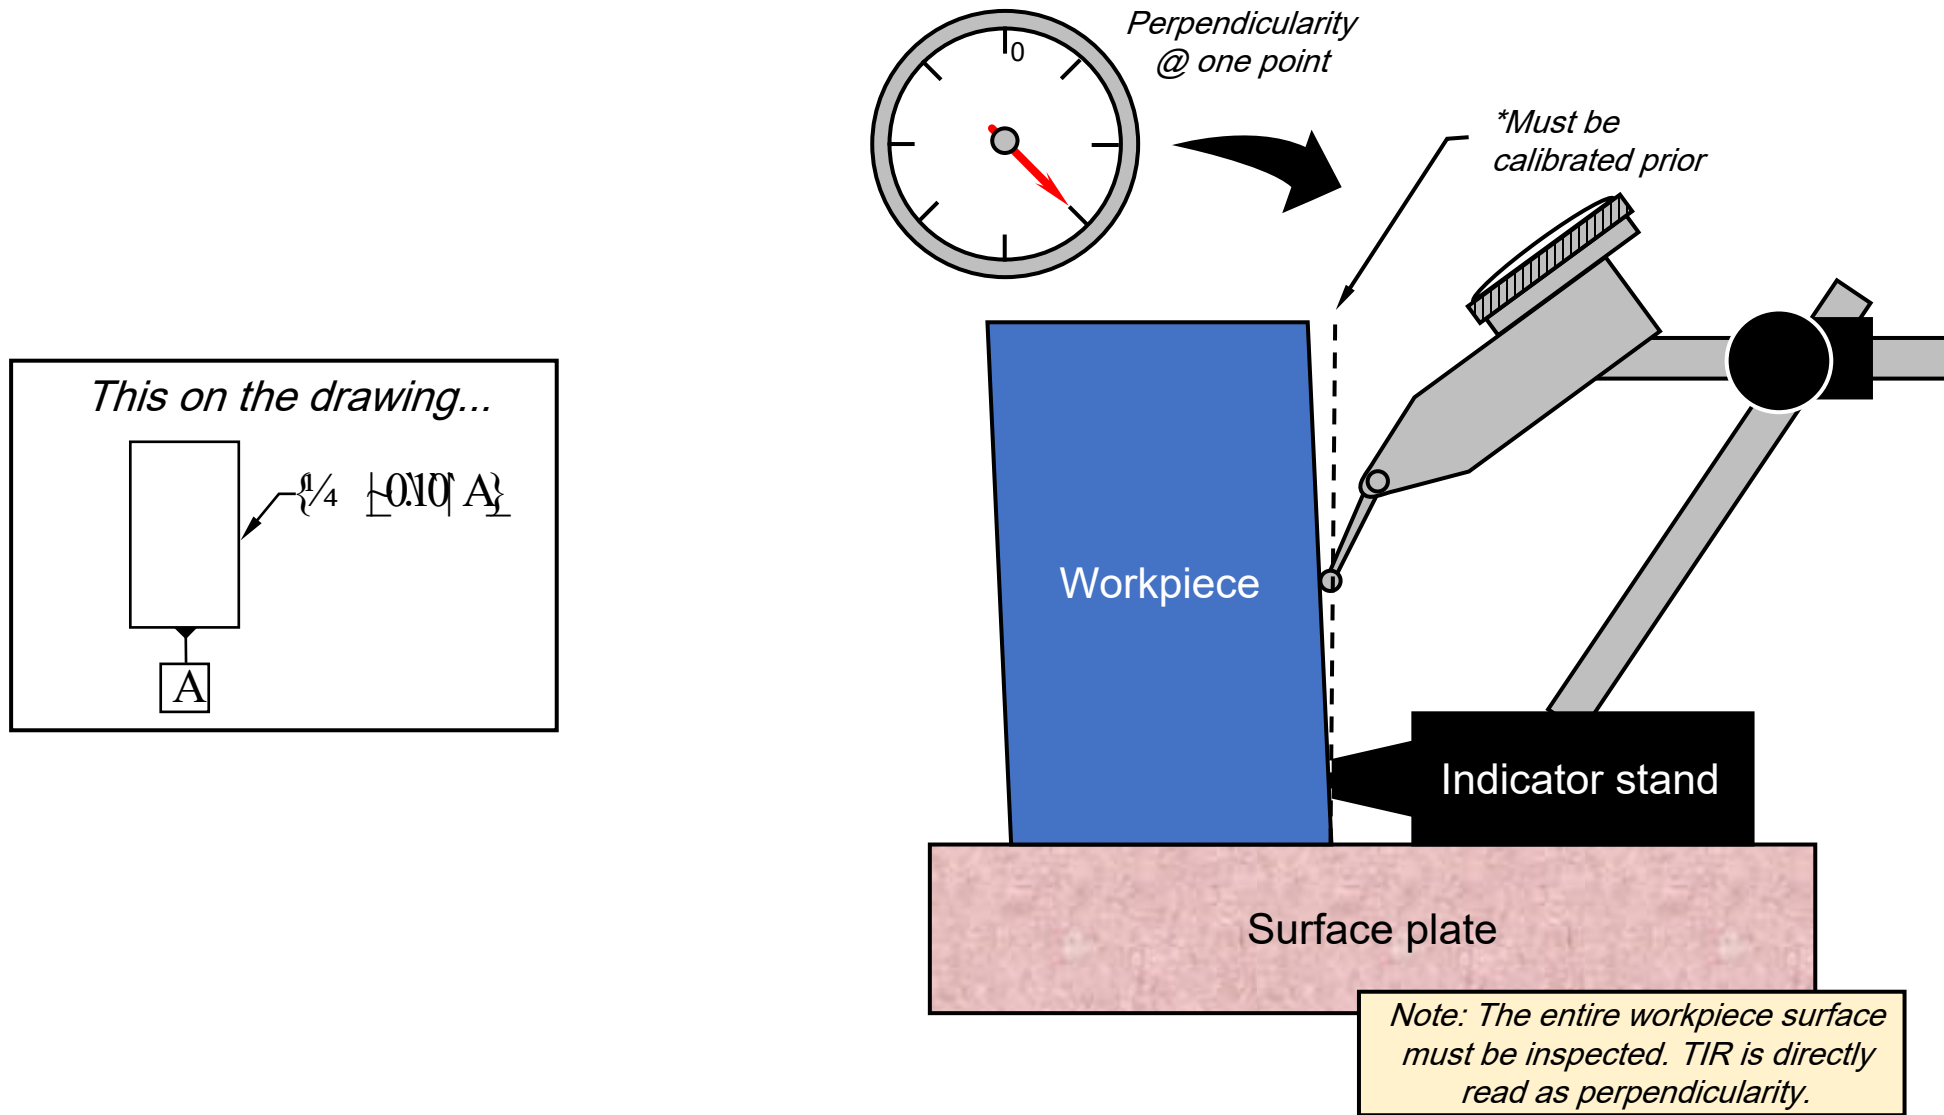 Perpendicularity
@ one point
0
*Must be
calibrated prior
This on the drawing...
A}
A
Workpiece
Indicator stand
Surface plate
Note: The entire workpiece surface
must be inspected. TIR is directly
read as perpendicularity.